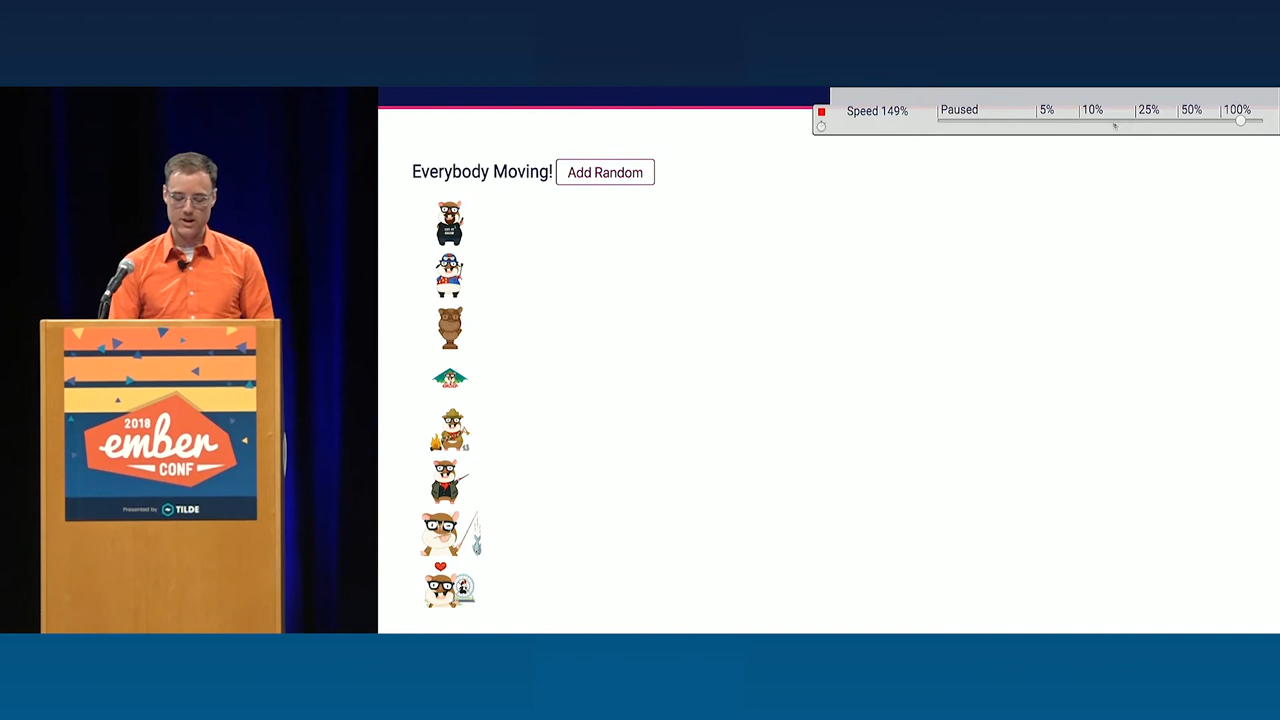 Speed 149%
Paused
5%
10%
25%
50%
100%
Everybody Moving!
Add Random
2018
ember
CONF
Presented by TILDE